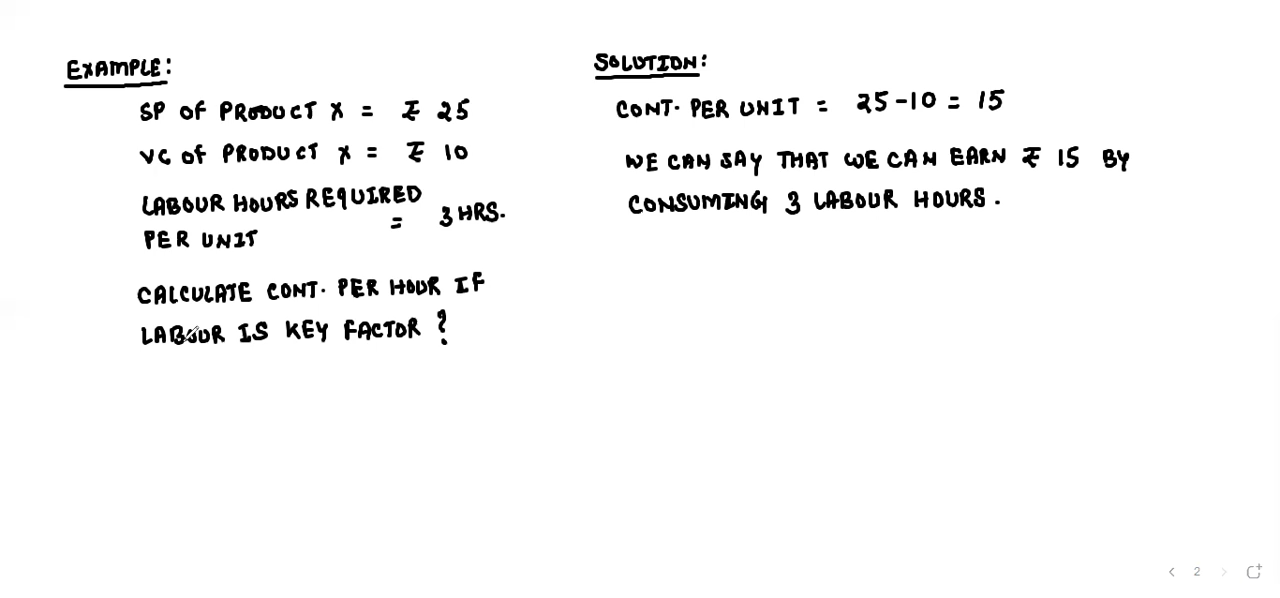 EXAMPLE:
SP OF PRODUCT X = ₹ 25
VC OF PRODUCT X = ₹ 10
LABOUR HOURS REQUIRED
PER UNIT = 3 HRS.
CALCULATE CONT. PER HOUR IF
LABOUR IS KEY FACTOR ?
SOLUTION:
CONT. PER UNIT = 25 - 10 = 15
WE CAN SAY THAT WE CAN EARN ₹ 15 BY
CONSUMING 3 LABOUR HOURS.
2